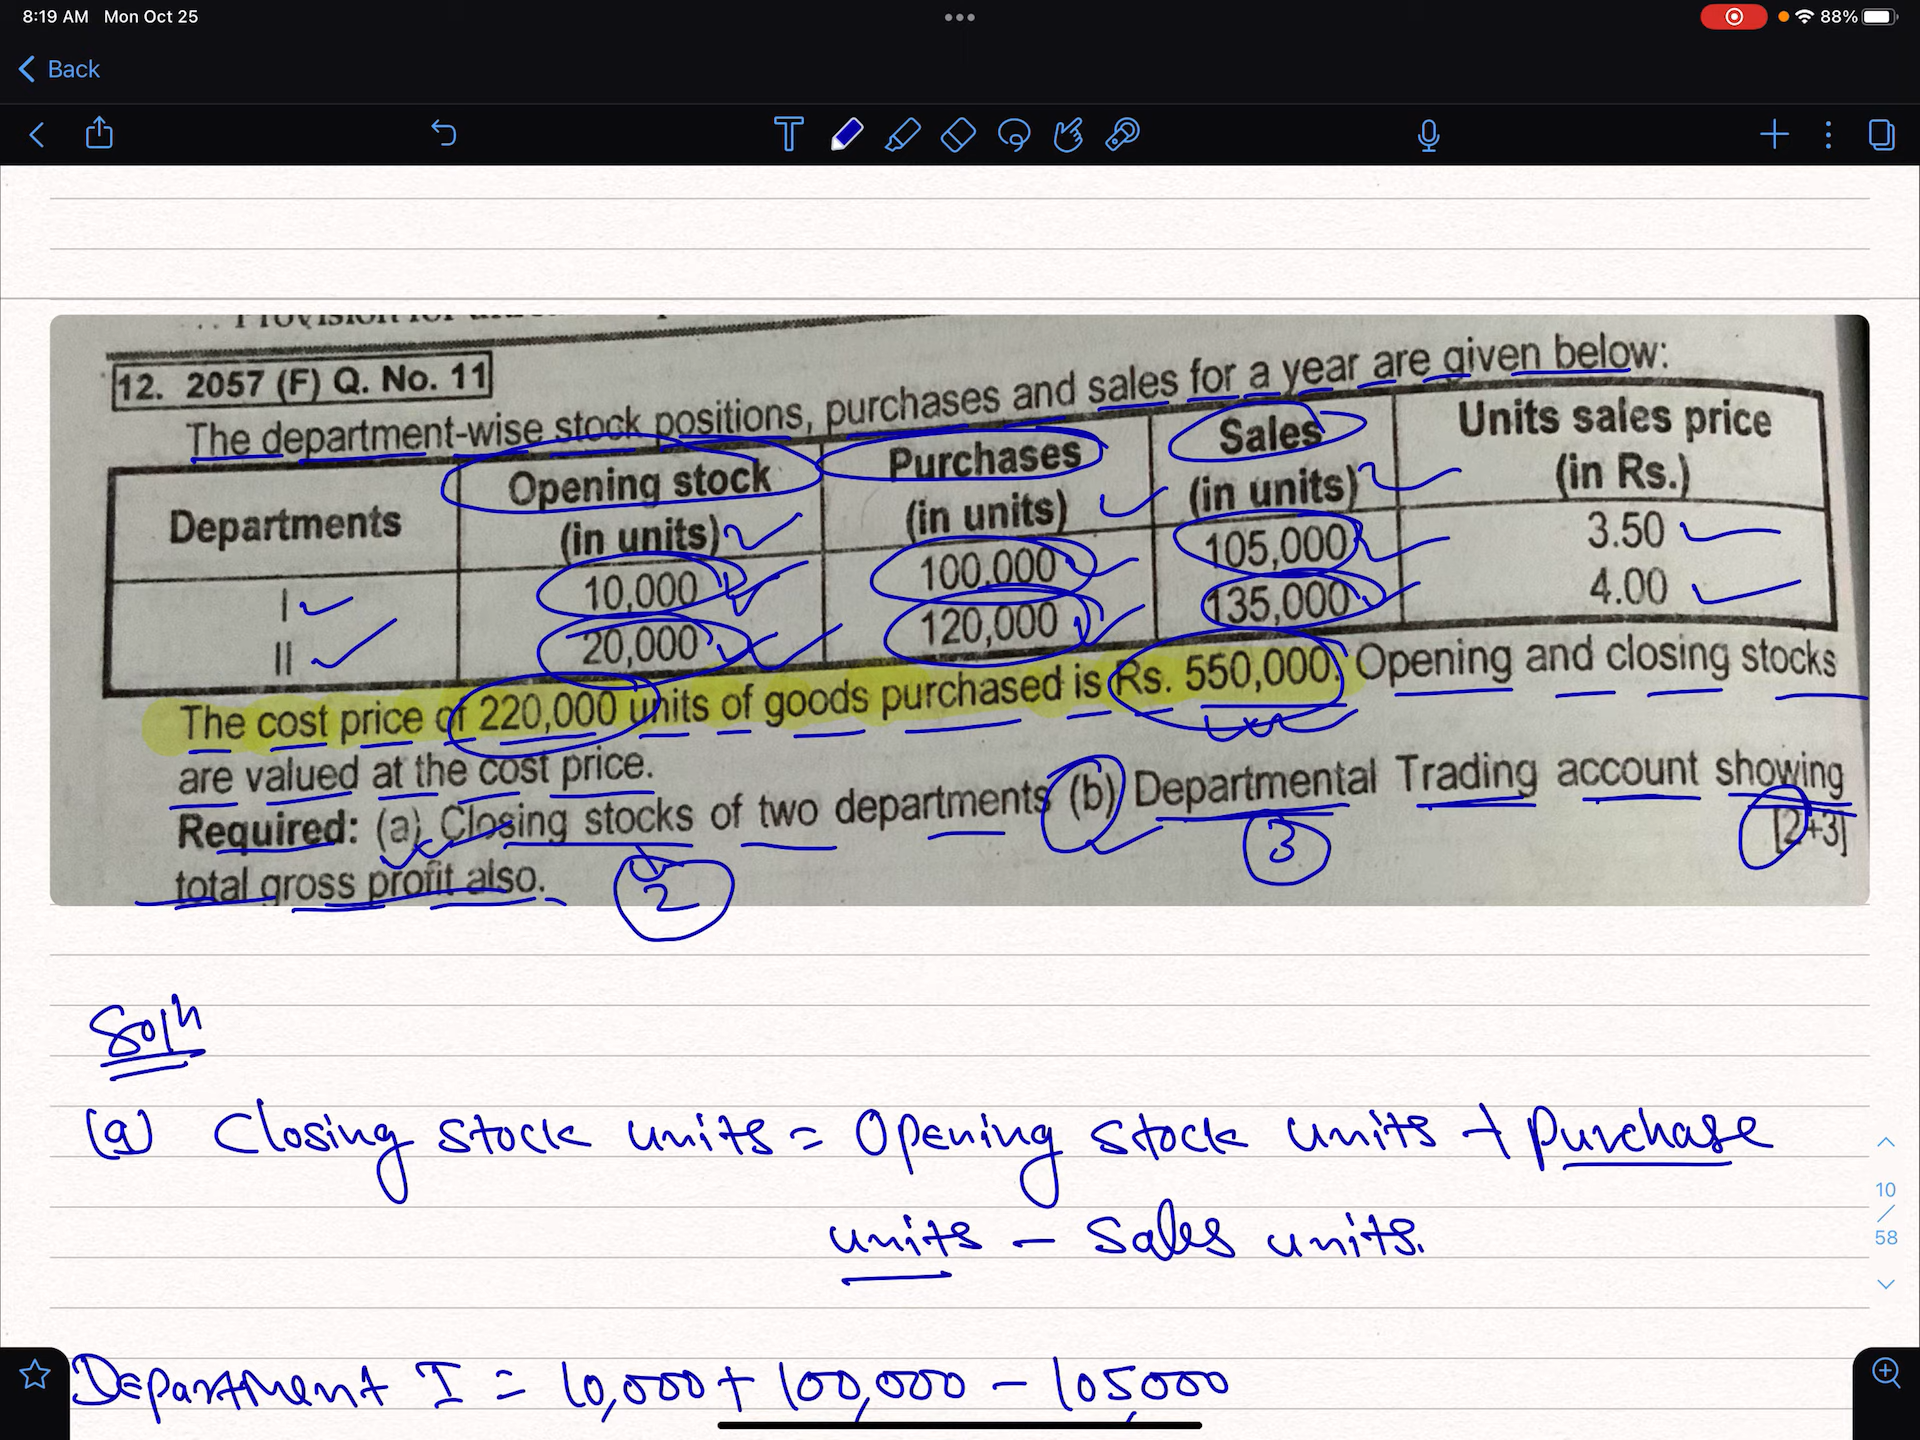 8:19 AM Mon Oct 25
88%
Back
12. 2057 (F) Q. No. 11
The department-wise stock positions, purchases and sales for a year are given below:
Departments
Opening stock
(in units)
Purchases
(in units)
Sales
(in units)
Units sales price
(in Rs.)
I 10,000 100,000 105,000 3.50
II 20,000 120,000 135,000 4.00
The cost price of 220,000 units of goods purchased is Rs. 550,000. Opening and closing stocks
are valued at the cost price.
Required: (a) Closing stocks of two departments (b) Departmental Trading account showing
total gross profit also. [2+3]
2
3
Soln
(a) Closing stock units = Opening stock units + purchase
units - Sales units.
Department I = 10,000 + 100,000 - 105,000
10
/
58